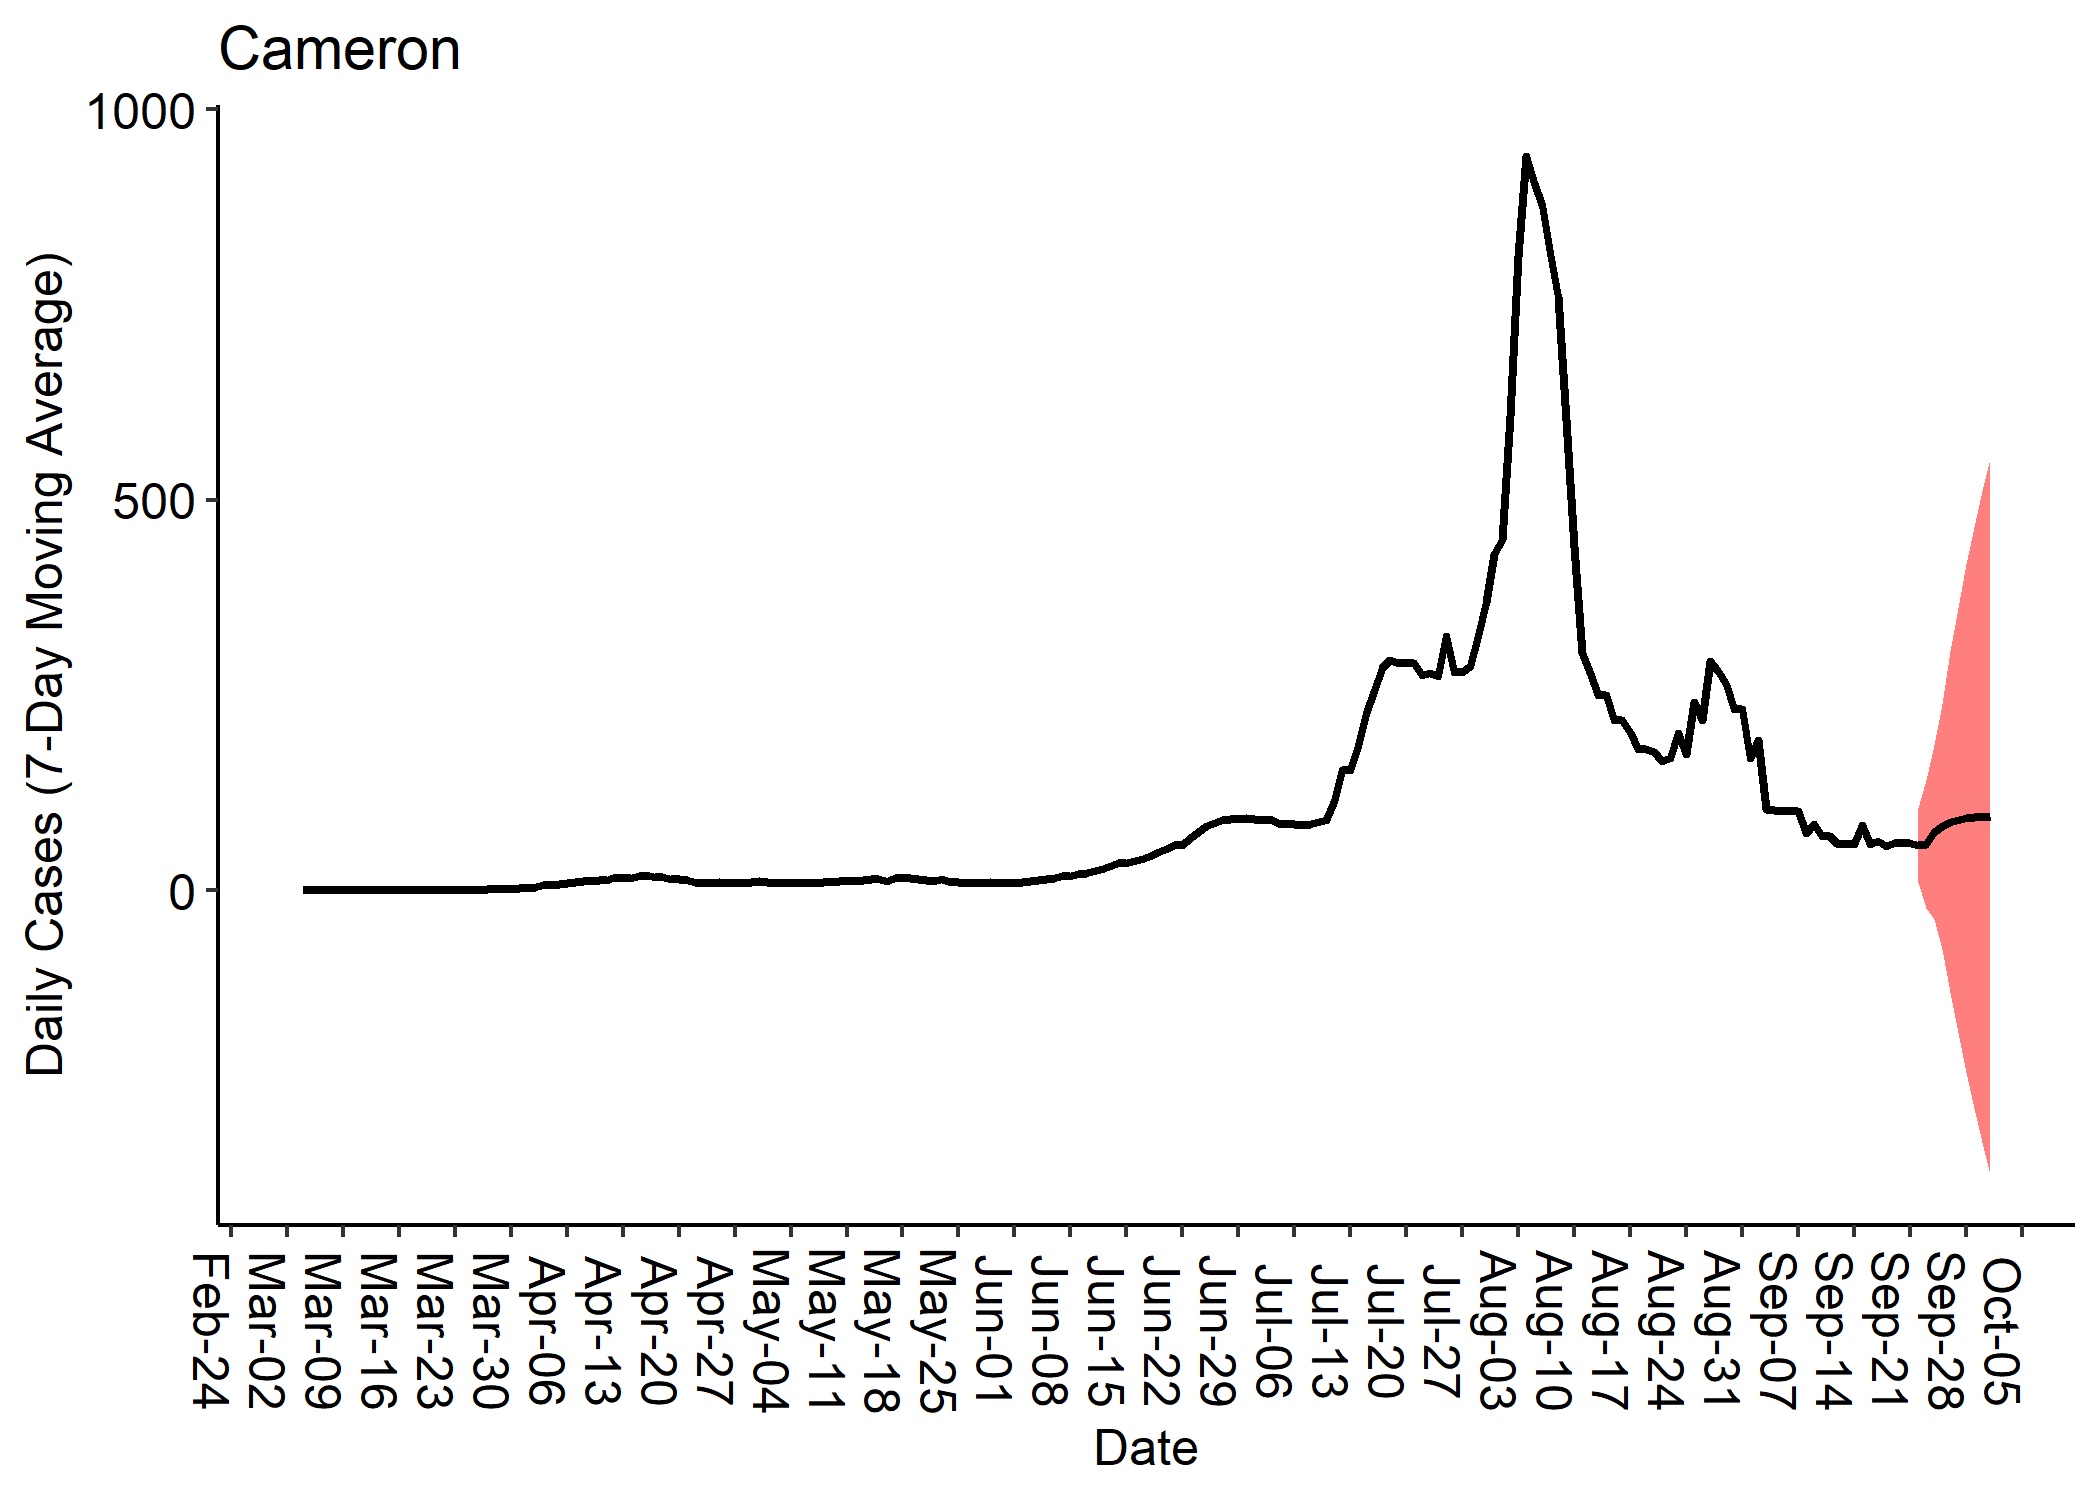 Cameron
1000
500
0
Daily Cases (7-Day Moving Average)
Feb-24
Mar-02
Mar-09
Mar-16
Mar-23
Mar-30
Apr-06
Apr-13
Apr-20
Apr-27
May-04
May-11
May-18
May-25
Jun-01
Jun-08
Jun-15
Jun-22
Jun-29
Jul-06
Jul-13
Jul-20
Jul-27
Aug-03
Aug-10
Aug-17
Aug-24
Aug-31
Sep-07
Sep-14
Sep-21
Sep-28
Oct-05
Date